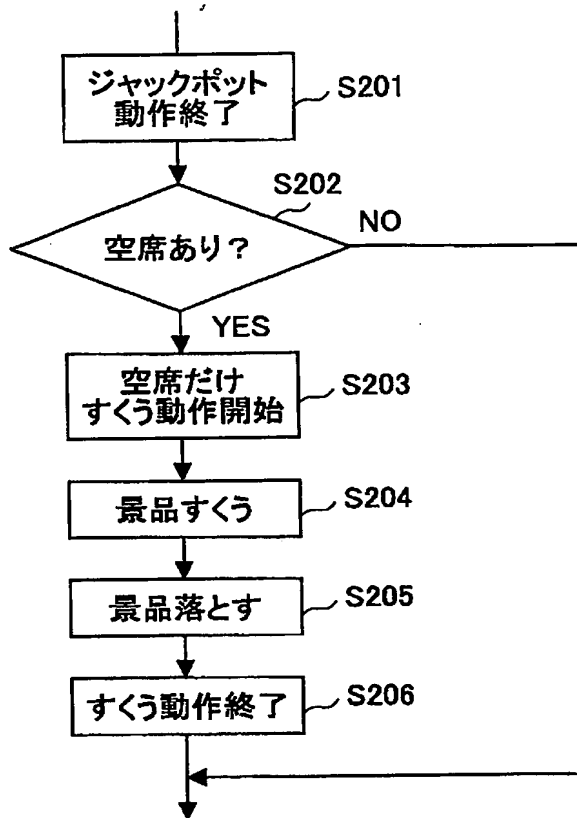 ジャックポット
動作終了
S201
S202
空席あり？
NO
YES
空席だけ
すくう動作開始
S203
景品すくう
S204
景品落とす
S205
すくう動作終了
S206